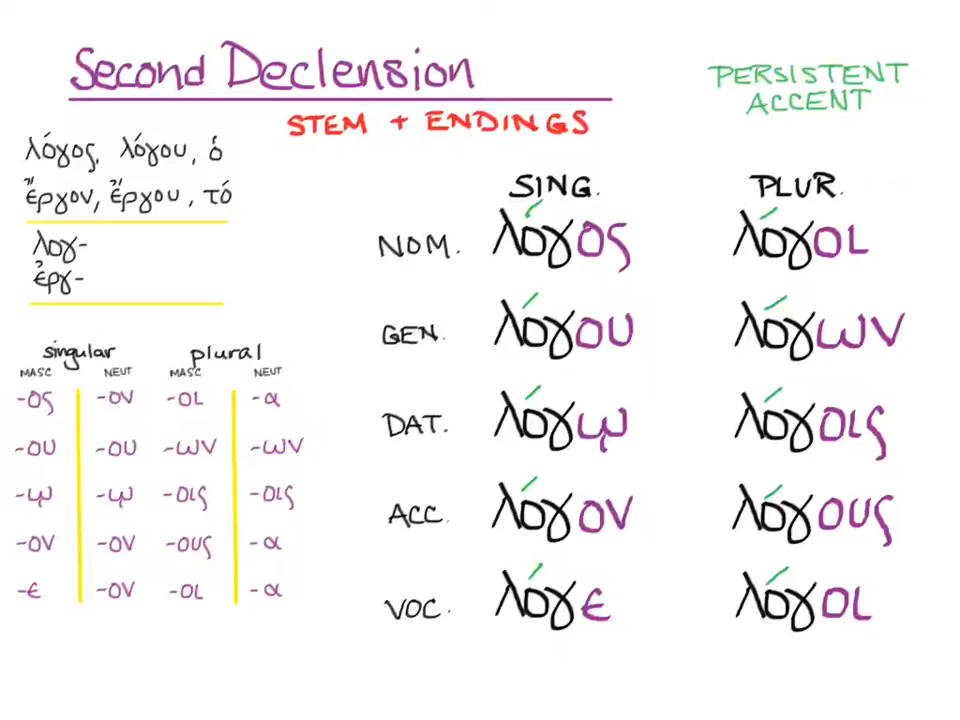 Second Declension
PERSISTENT
ACCENT
STEM + ENDINGS
λόγος, λόγου, ὁ
ἔργον, ἔργου, τό
λογ-
ἐργ-
singular plural
MASC NEUT MASC NEUT
-ος -ον -οι -α
-ου -ου -ων -ων
-ῳ -ῳ -οις -οις
-ον -ον -ους -α
-ε -ον -οι -α
SING. PLUR.
NOM. λόγος λόγοι
GEN. λόγου λόγων
DAT. λόγῳ λόγοις
ACC. λόγον λόγους
VOC. λόγε λόγοι